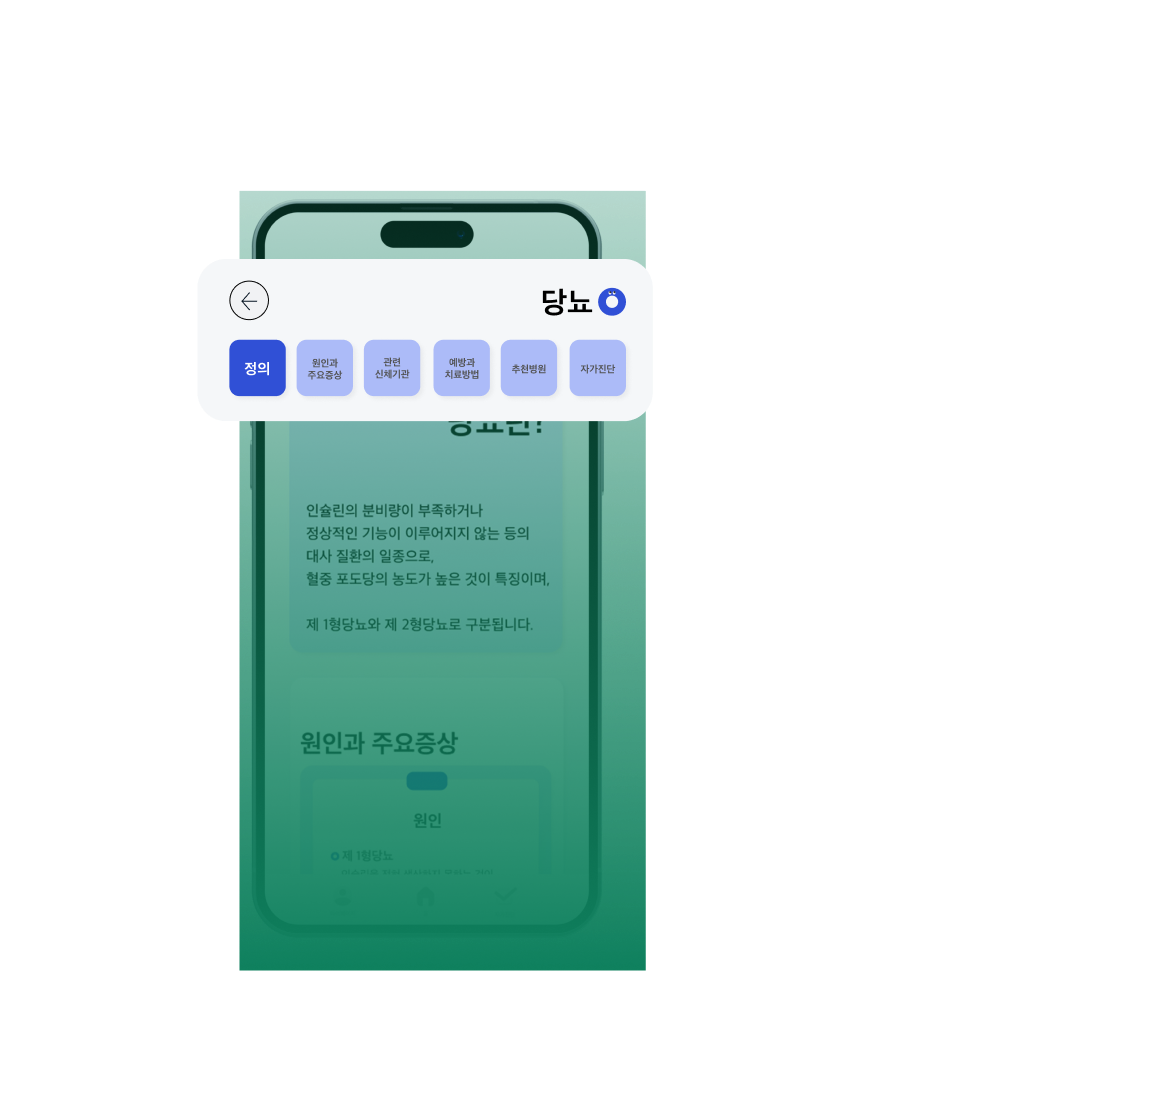 당뇨
정의
원인과
주요증상
관련
신체기관
예방과
치료방법
추천병원
자가진단
인슐린의 분비량이 부족하거나
정상적인 기능이 이루어지지 않는 등의
대사 질환의 일종으로,
혈중 포도당의 농도가 높은 것이 특징이며,
제 1형당뇨와 제 2형당뇨로 구분됩니다.
원인과 주요증상
원인
제 1형당뇨